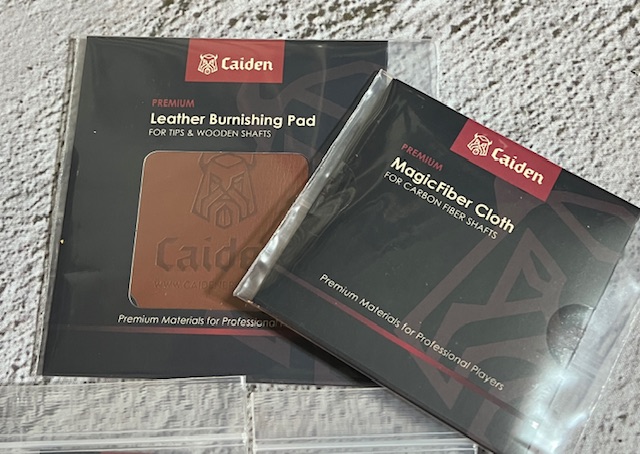 Caiden
PREMIUM
Leather Burnishing Pad
FOR TIPS & WOODEN SHAFTS
Caiden
Premium Materials for Professional
Caiden
PREMIUM
MagicFiber Cloth
FOR CARBON FIBER SHAFTS
Premium Materials for Professional Players